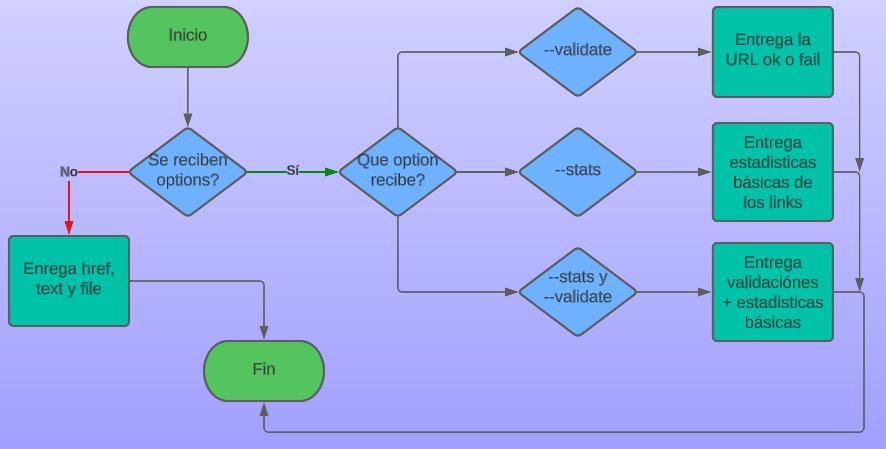 Inicio
Se reciben
options?
No
Sí
Que option
recibe?
--validate
Entrega la
URL ok o fail
--stats
Entrega
estadisticas
básicas de
los links
--stats y
--validate
Entrega
validaciónes
+ estadisticas
básicas
Enrega href,
text y file
Fin